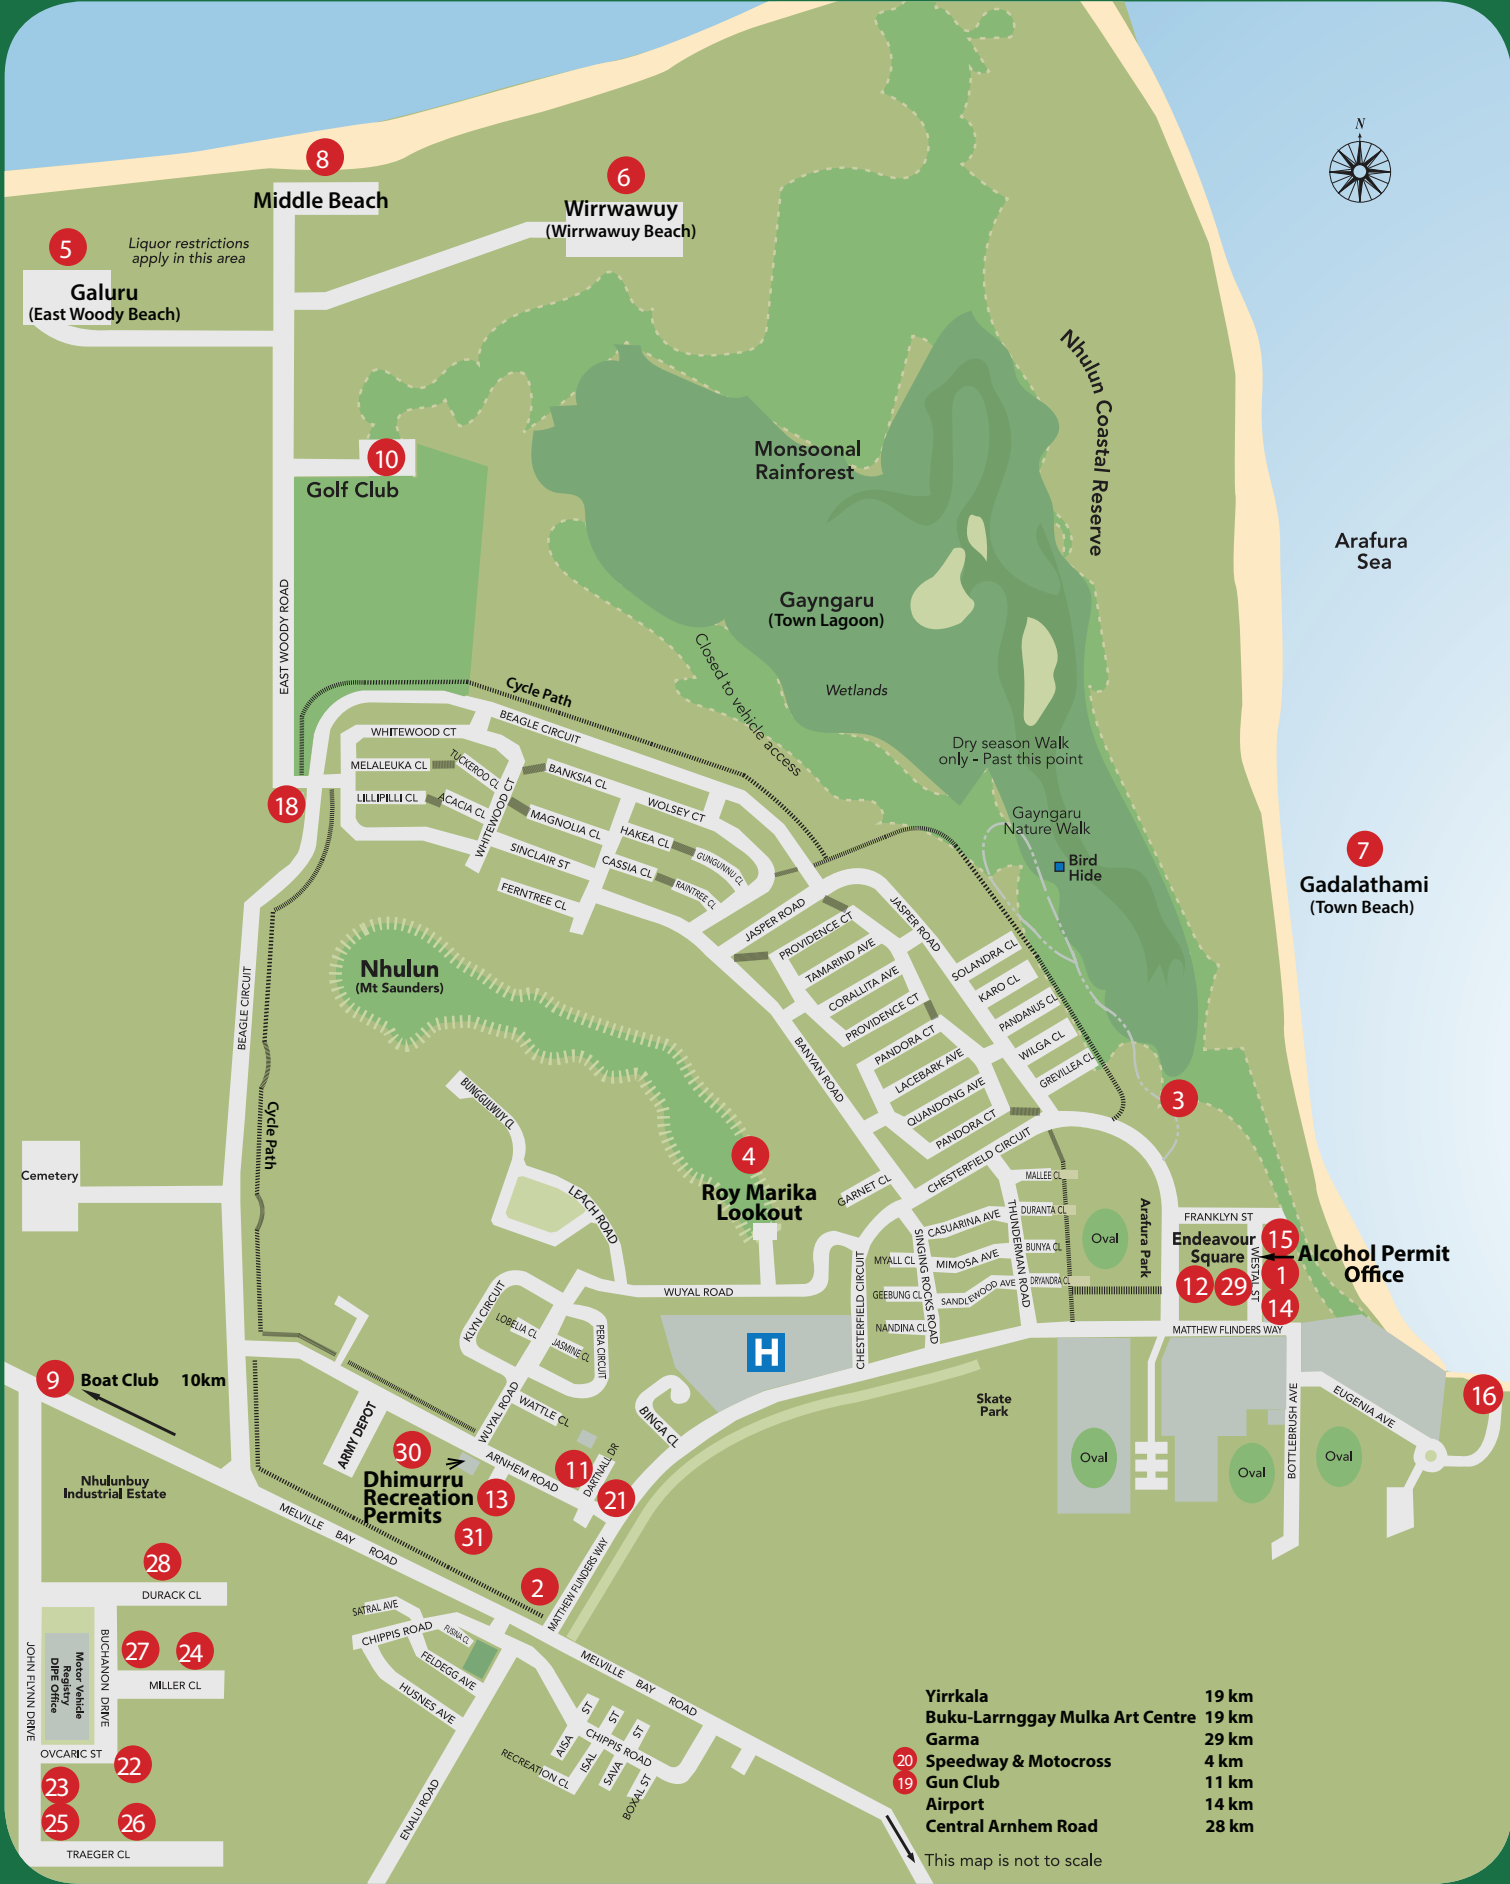 N
8
Middle Beach
6
Wirrwawuy
(Wirrwawuy Beach)
5
Liquor restrictions
apply in this area
Galuru
(East Woody Beach)
Nhulun Coastal Reserve
10
Golf Club
Monsoonal
Rainforest
Arafura
Sea
Gayngaru
(Town Lagoon)
Closed to vehicle access
Wetlands
EAST WOODY ROAD
Cycle Path
BEAGLE CIRCUIT
WHITEWOOD CT
Dry season Walk
only - Past this point
MELALEUKA CL
TUCKEROO CL
BANKSIA CL
WOLSEY CT
18
LILLIPILLI CL
ACACIA CL
WHITEWOOD CT
MAGNOLIA CL
HAKEA CL
GUNGUNNU CL
Gayngaru
Nature Walk
SINCLAIR ST
CASSIA CL
RAINTREE CL
FERNTREE CL
Bird
Hide
7
Gadalathami
(Town Beach)
JASPER ROAD
JASPER ROAD
PROVIDENCE CT
TAMARIND AVE
CORALLITA AVE
PROVIDENCE CT
SOLANDRA CL
KARO CL
PANDANUS CL
WILGA CL
GREVILLEA CL
Nhulun
(Mt Saunders)
BEAGLE CIRCUIT
BANYAN ROAD
PANDORA CT
LACEBARK AVE
QUANDONG AVE
PANDORA CT
BUNGGULWUY CL
3
Cycle Path
Cemetery
4
Roy Marika
Lookout
LEACH ROAD
GARNET CL
CHESTERFIELD CIRCUIT
MALLEE CL
DURANTA CL
THUNDERMAN ROAD
CASUARINA AVE
BUNYA CL
MYALL CL
MIMOSA AVE
SINGING ROCKS ROAD
GEEBUNG CL
SANDLEWOOD AVE
DRYANDRA CL
NANDINA CL
Oval
Arafura Park
FRANKLYN ST
Endeavour
Square
WESTAL ST
15
Alcohol Permit
Office
12
29
1
14
MATTHEW FLINDERS WAY
WUYAL ROAD
CHESTERFIELD CIRCUIT
KLYN CIRCUIT
LOBELIA CL
JASMINE CL
PERA CIRCUIT
H
9
Boat Club 10km
WUYAL ROAD
WATTLE CL
BINGA CL
Skate
Park
BOTTLEBRUSH AVE
EUGENIA AVE
16
Oval
Oval
Oval
ARMY DEPOT
30
Dhimurru
Recreation
Permits
ARNHEM ROAD
11
DARTNALL DR
13
21
31
Nhulunbuy
Industrial Estate
MELVILLE BAY ROAD
2
MATTHEW FLINDERS WAY
28
DURACK CL
SATRAL AVE
CHIPPIS ROAD
FUSINA CL
FELDEGG AVE
HUSNES AVE
MELVILLE BAY ROAD
JOHN FLYNN DRIVE
Motor Vehicle
Registry
DIPE Office
BUCHANON DRIVE
27
24
MILLER CL
OVCARIC ST
22
23
25
26
TRAEGER CL
AISA ST
ISAL ST
SAVA ST
CHIPPIS ROAD
RECREATION CL
BOXAL ST
ENALU ROAD
Yirrkala 19 km
Buku-Larrnggay Mulka Art Centre 19 km
Garma 29 km
20 Speedway & Motocross 4 km
19 Gun Club 11 km
Airport 14 km
Central Arnhem Road 28 km
This map is not to scale